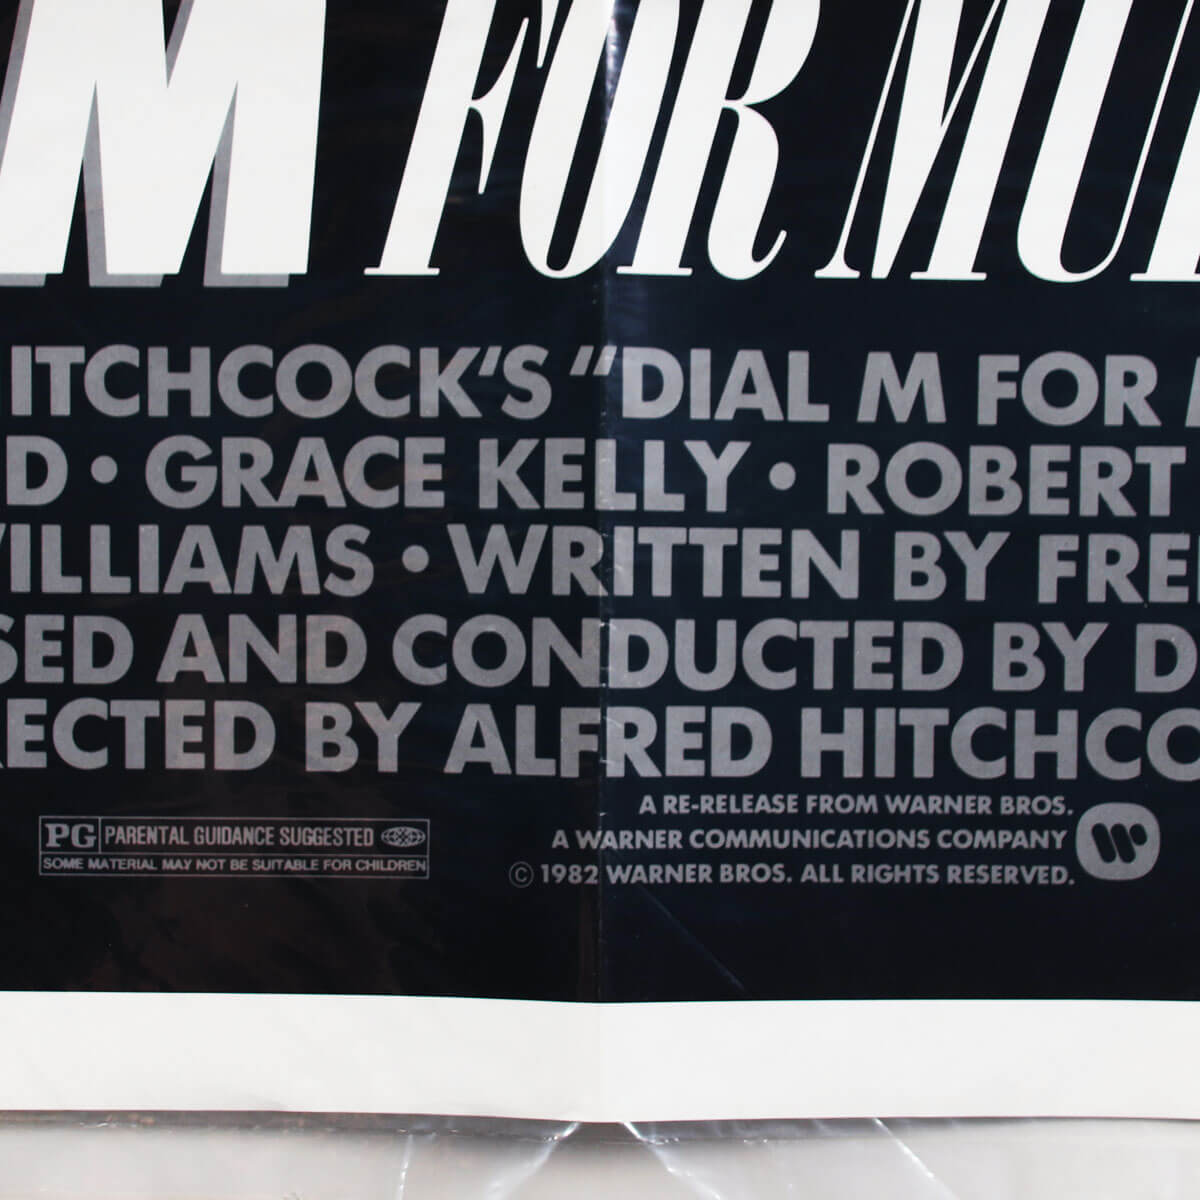 M FOR MU
ITCHCOCK'S "DIAL M FOR
D • GRACE KELLY • ROBERT
ILLIAMS • WRITTEN BY FRE
SED AND CONDUCTED BY D
ECTED BY ALFRED HITCHCO
A RE-RELEASE FROM WARNER BROS.
A WARNER COMMUNICATIONS COMPANY
© 1982 WARNER BROS. ALL RIGHTS RESERVED.
PG PARENTAL GUIDANCE SUGGESTED
SOME MATERIAL MAY NOT BE SUITABLE FOR CHILDREN